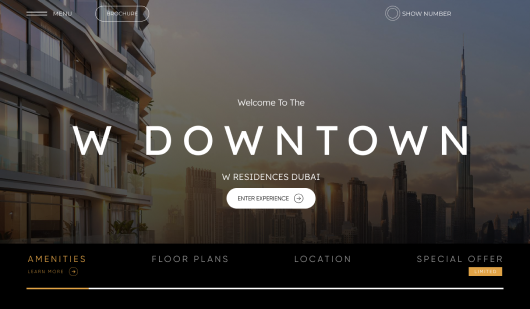 MENU
BROCHURE
SHOW NUMBER
Welcome To The
W DOWNTOWN
W RESIDENCES DUBAI
ENTER EXPERIENCE
AMENITIES
FLOOR PLANS
LOCATION
SPECIAL OFFER
LEARN MORE
LIMITED